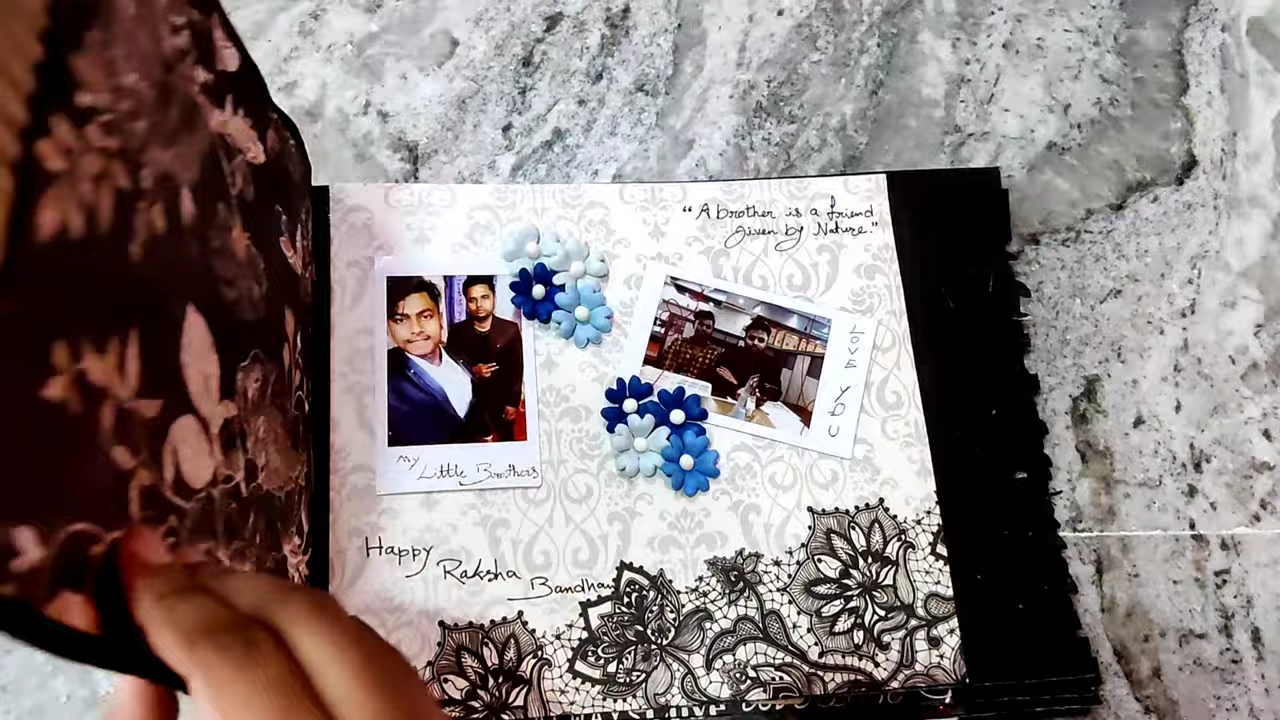 "A brother is a friend
given by Nature."
LOVE YOU
My Little Brothers
Happy Raksha Bandhan